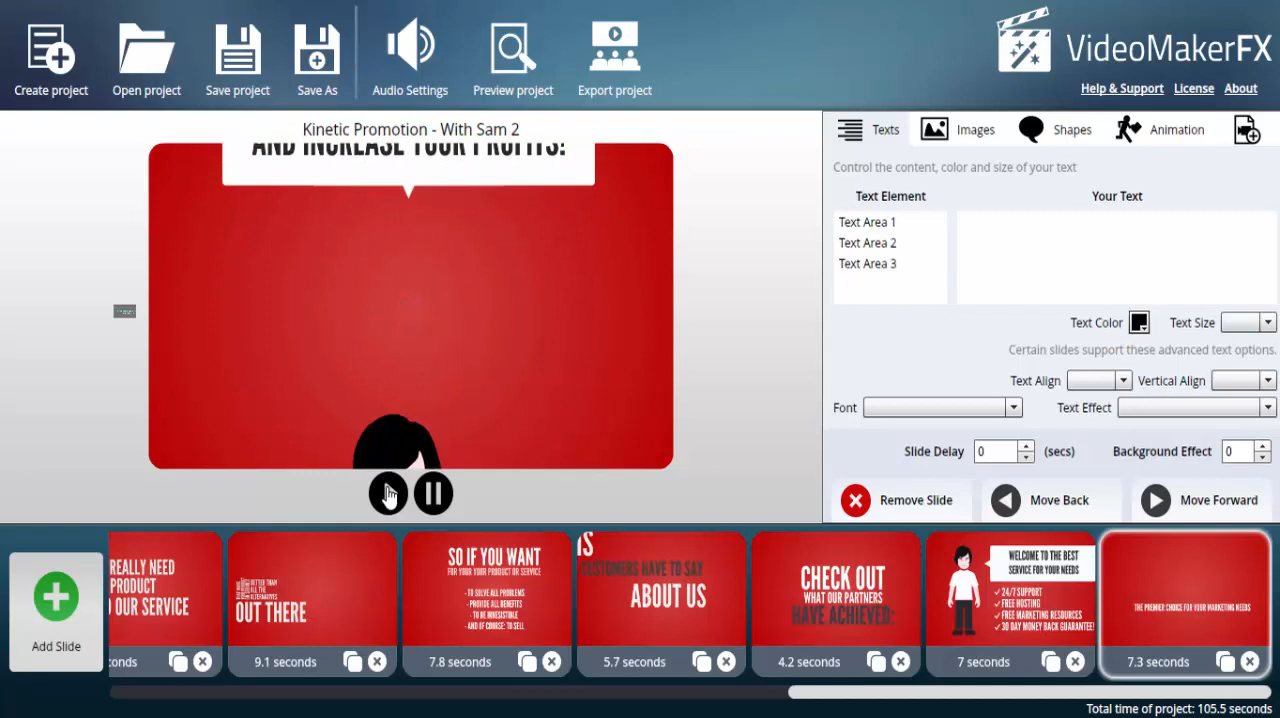 Create project
Open project
Save project
Save As
Audio Settings
Preview project
Export project
VideoMakerFX
Help & Support
License
About
Kinetic Promotion - With Sam 2
AND INCREASE YOUR PROFITS!
Texts
Images
Shapes
Animation
Control the content, color and size of your text
Text Element
Your Text
Text Area 1
Text Area 2
Text Area 3
Text Color
Text Size
Certain slides support these advanced text options.
Text Align
Vertical Align
Font
Text Effect
Slide Delay
0
(secs)
Background Effect
0
Remove Slide
Move Back
Move Forward
Add Slide
REALLY NEED
PRODUCT
OUR SERVICE
onds
BETTER THAN
ALL THE
ALTERNATIVES
OUT THERE
9.1 seconds
SO IF YOU WANT
FOR YOUR YOUR PRODUCT OR SERVICE
- TO SOLVE ALL PROBLEMS
- PROVIDE ALL BENEFITS
- TO BE IRRESISTIBLE
- AND OF COURSE: TO SELL
7.8 seconds
IS
CUSTOMERS HAVE TO SAY
ABOUT US
5.7 seconds
CHECK OUT
WHAT OUR PARTNERS
HAVE ACHIEVED:
4.2 seconds
WELCOME TO THE BEST
SERVICE FOR YOUR NEEDS
✓ 24/7 SUPPORT
✓ FREE HOSTING
✓ FREE MARKETING RESOURCES
✓ 30 DAY MONEY BACK GUARANTEE!
7 seconds
THE PREMIER CHOICE FOR YOUR MARKETING NEEDS
7.3 seconds
Total time of project: 105.5 seconds